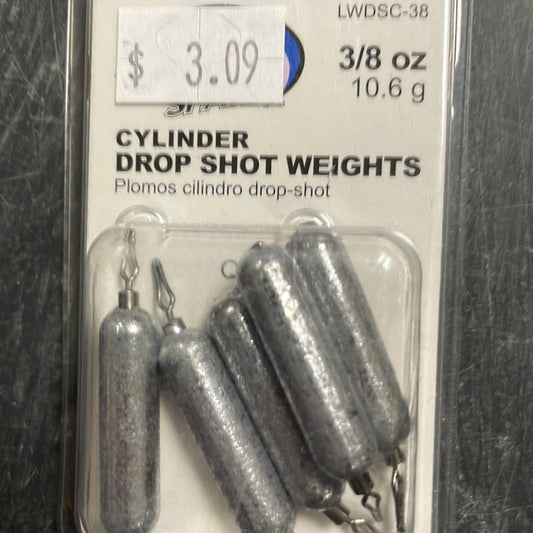 LWDSC-38
$ 3.09
3/8 oz
10.6 g
CYLINDER
DROP SHOT WEIGHTS
Plomos cilindro drop-shot